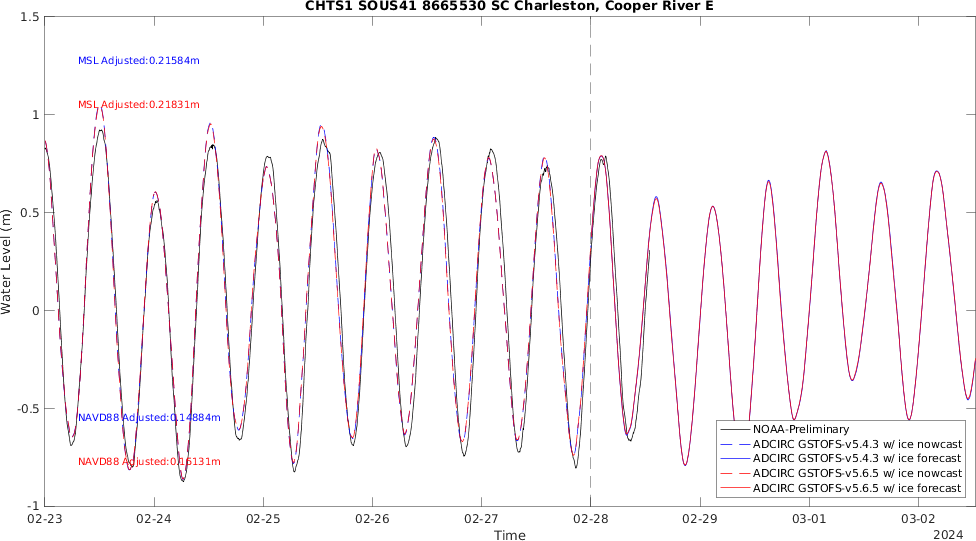 CHTS1 SOUS41 8665530 SC Charleston, Cooper River E
1.5
MSL Adjusted:0.21584m
MSL Adjusted:0.21831m
1
0.5
Water Level (m)
0
-0.5
NAVD88 Adjusted:0.14884m
NAVD88 Adjusted:0.16131m
-1
NOAA-Preliminary
ADCIRC GSTOFS-v5.4.3 w/ ice nowcast
ADCIRC GSTOFS-v5.4.3 w/ ice forecast
ADCIRC GSTOFS-v5.6.5 w/ ice nowcast
ADCIRC GSTOFS-v5.6.5 w/ ice forecast
02-23 02-24 02-25 02-26 02-27 02-28 02-29 03-01 03-02
Time
2024